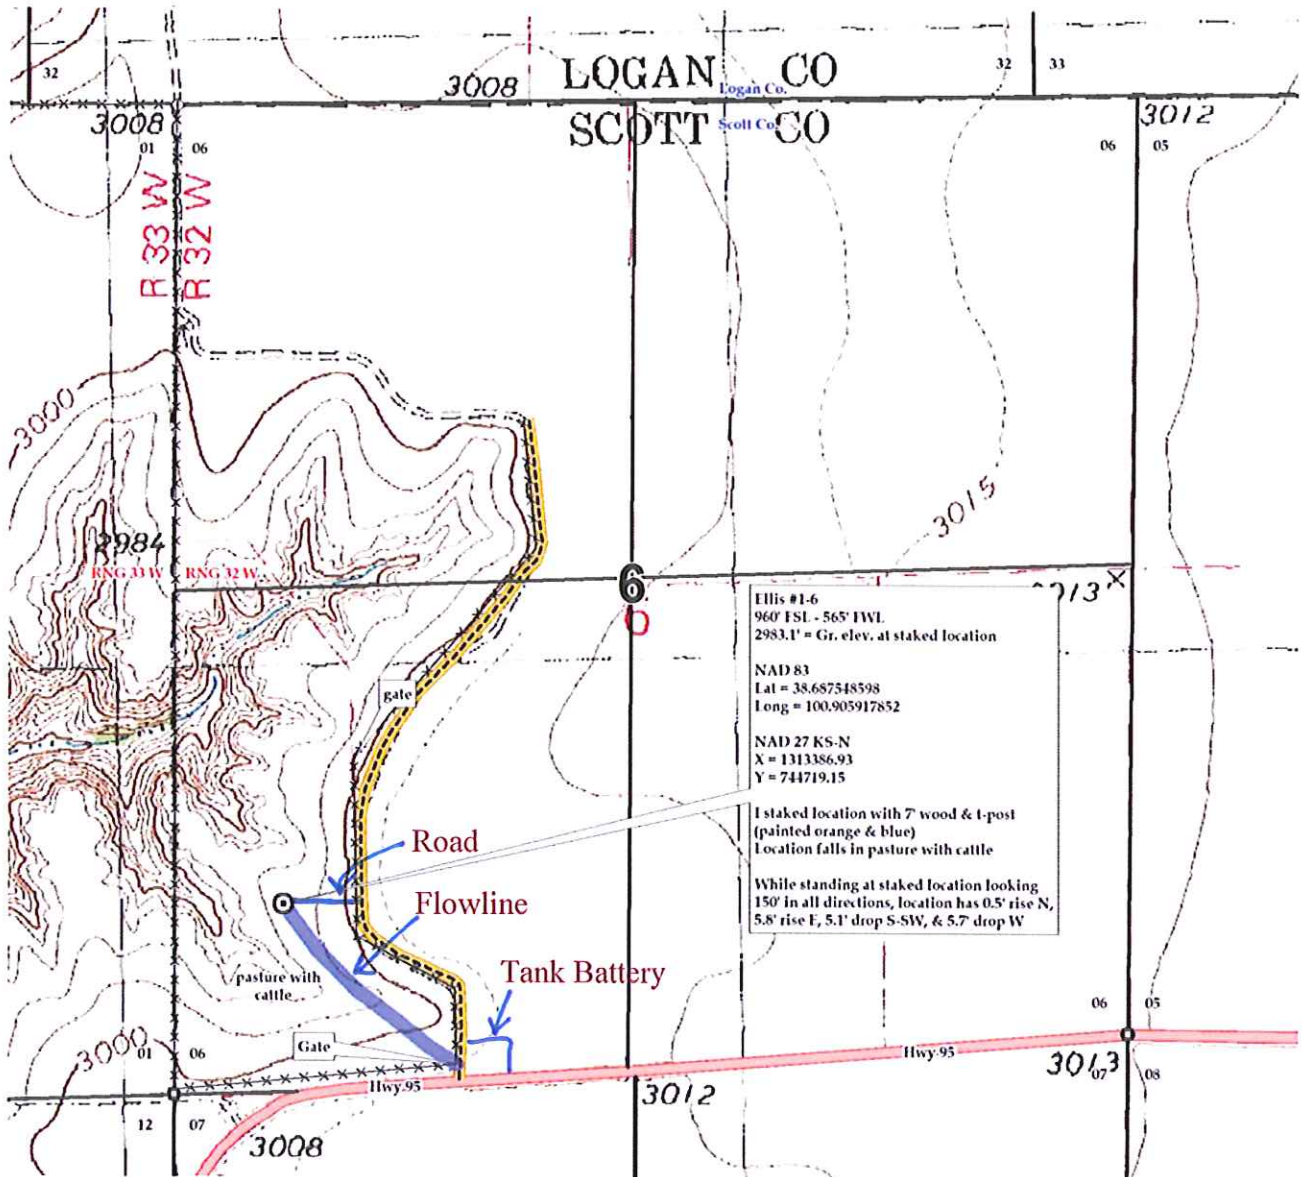 32
3008
LOGAN CO
Logan Co.
32
33
3008
SCOTT CO
Scott Co.
3012
01
06
06
05
R 33 W
R 32 W
3000
3015
2984
RNG 33 W
RNG 32 W
6
Ellis #1-6
960' FSL - 565' FWL
2983.1' = Gr. elev. at staked location
NAD 83
Lat = 38.687548598
Long = 100.905917852
NAD 27 KS-N
X = 1313386.93
Y = 744719.15
I staked location with 7' wood & t-post
(painted orange & blue)
Location falls in pasture with cattle
While standing at staked location looking
150' in all directions, location has 0.5' rise N,
5.8' rise E, 5.1' drop S-SW, & 5.7' drop W
gate
Road
Flowline
Tank Battery
pasture with
cattle
3000
01
06
Gate
Hwy 95
Hwy 95
06
05
3013
07
08
3012
12
07
3008